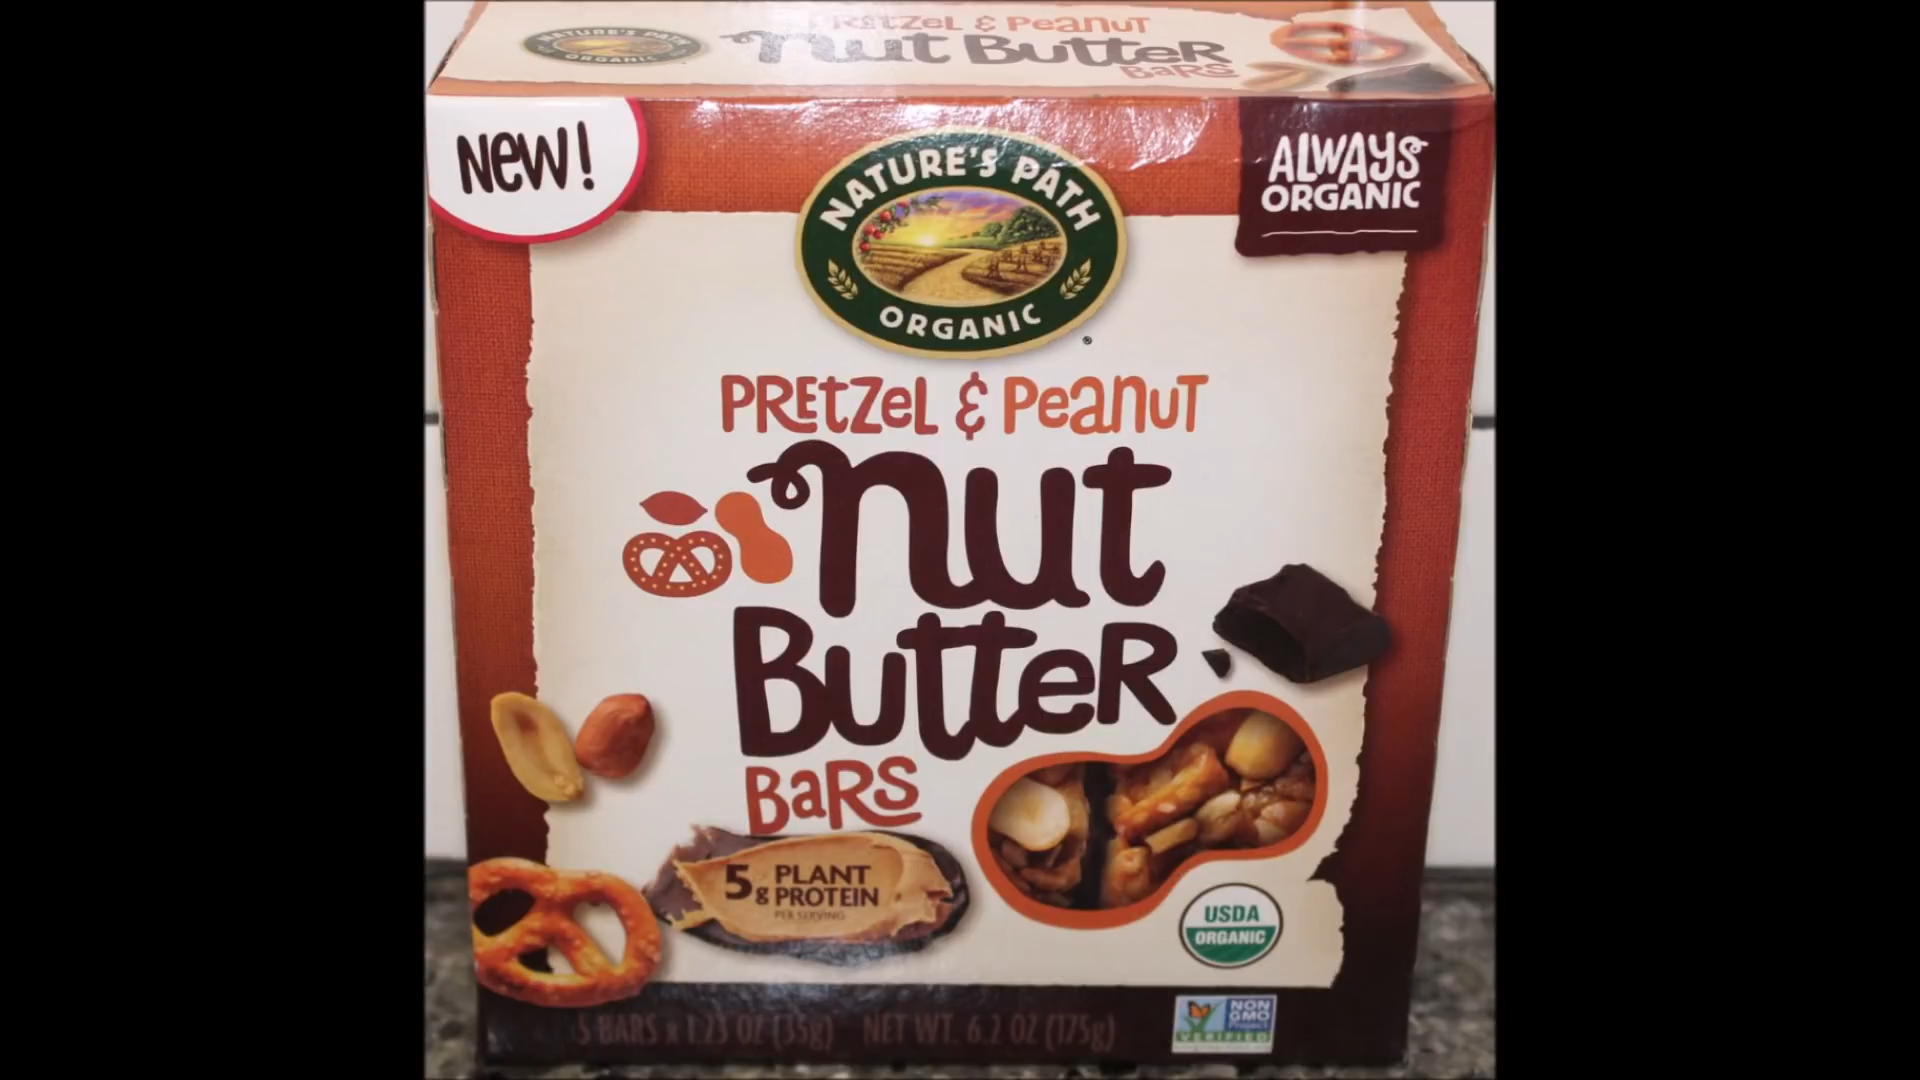 PRETZEL & PEANUT
NATURE'S PATH
ORGANIC
nut BUTTER
BARS
NEW!
ALWAYS
ORGANIC
NATURE'S PATH
ORGANIC
®
PRETZEL & PEANUT
nut
BUTTER
BARS
5g PLANT PROTEIN
PER SERVING
USDA
ORGANIC
5 BARS x 1.23 OZ (35g) NET WT. 6.2 OZ (175g)
NON
GMO
Project
VERIFIED